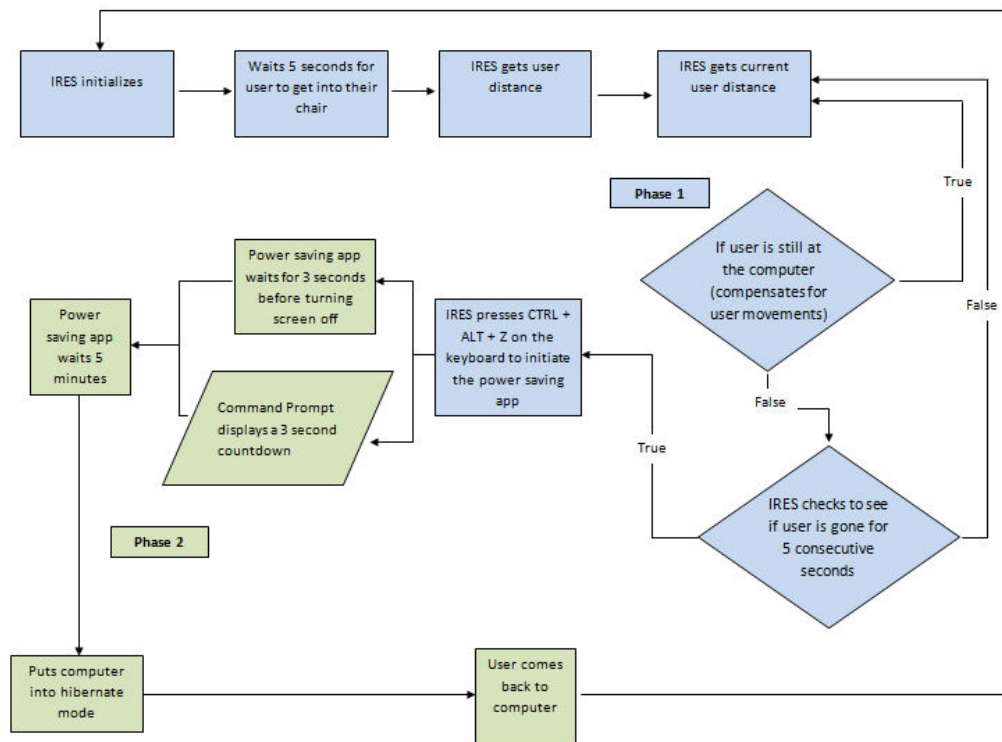 IRES initializes
Waits 5 seconds for
user to get into their
chair
IRES gets user
distance
IRES gets current
user distance
True
Phase 1
If user is still at
the computer
(compensates for
user movements)
False
False
Power saving app
waits for 3 seconds
before turning
screen off
Power
saving app
waits 5
minutes
IRES presses CTRL +
ALT + Z on the
keyboard to initiate
the power saving
app
Command Prompt
displays a 3 second
countdown
True
IRES checks to see
if user is gone for
5 consecutive
seconds
Phase 2
Puts computer
into hibernate
mode
User comes
back to
computer